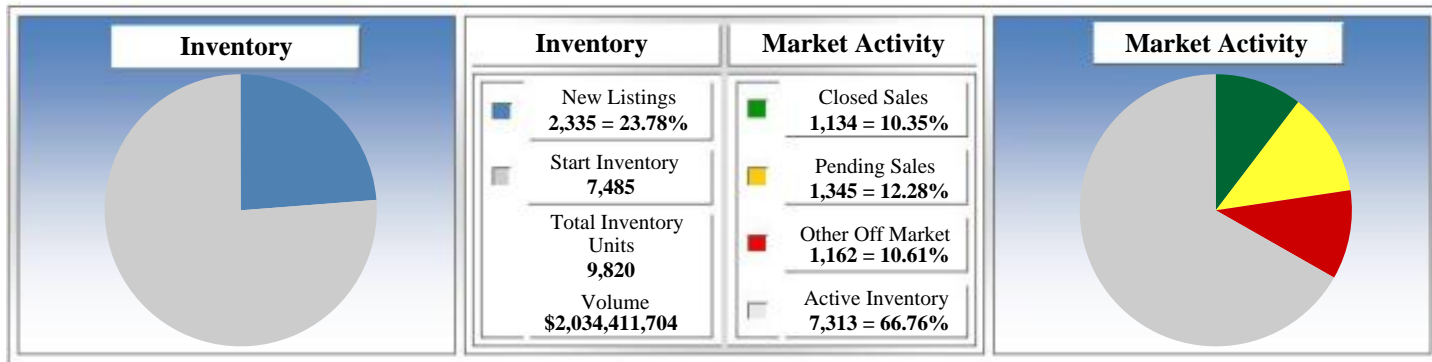 Inventory
Inventory
Market Activity
New Listings
2,335 = 23.78%
Start Inventory
7,485
Total Inventory
Units
9,820
Volume
$2,034,411,704
Closed Sales
1,134 = 10.35%
Pending Sales
1,345 = 12.28%
Other Off Market
1,162 = 10.61%
Active Inventory
7,313 = 66.76%
Market Activity